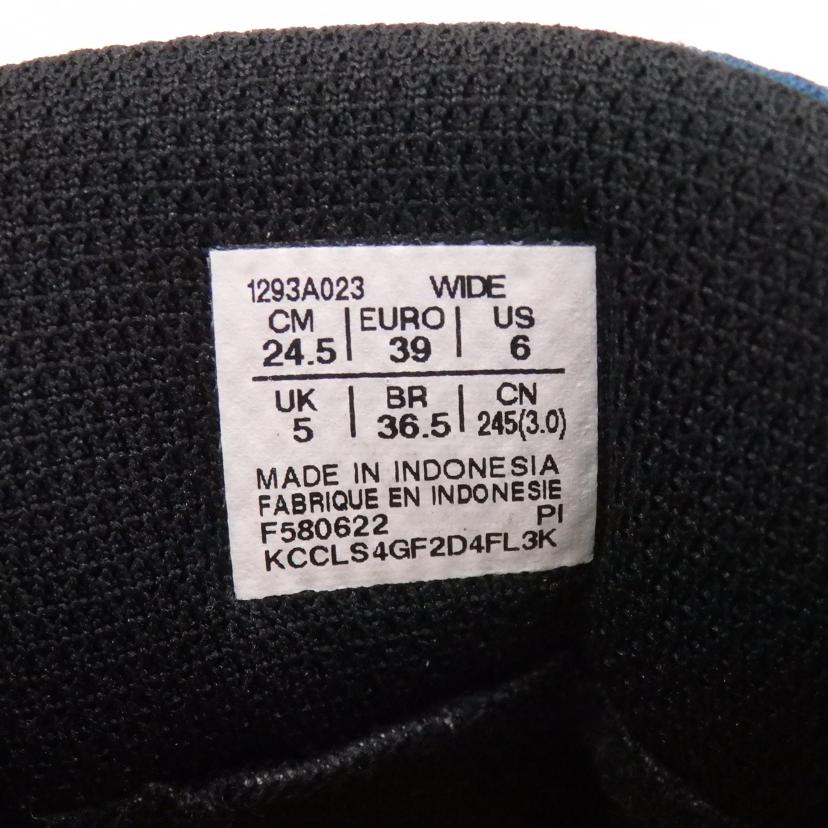 1293A023 WIDE
CM | EURO | US
24.5 | 39 | 6
UK | BR | CN
5 | 36.5 | 245(3.0)
MADE IN INDONESIA
FABRIQUE EN INDONESIE
F580622 PI
KCCLS4GF2D4FL3K